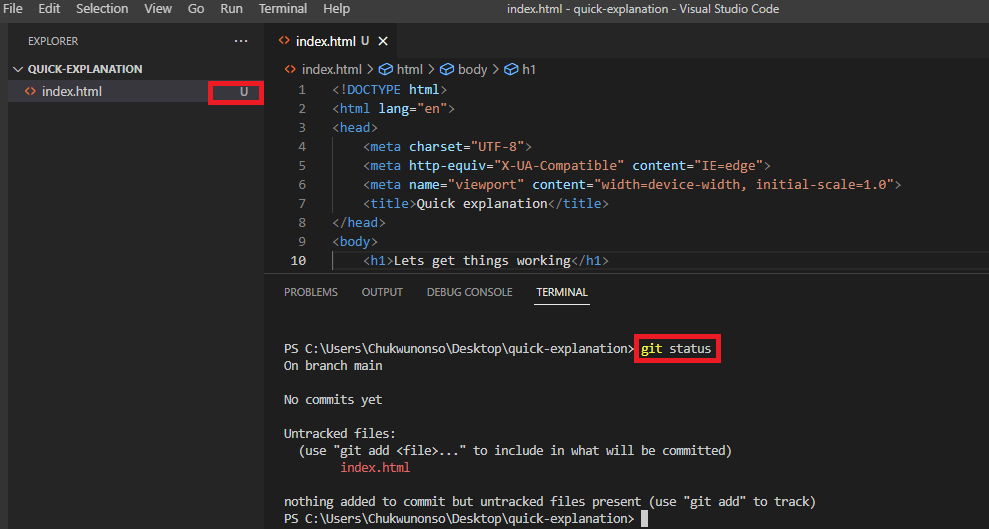 File Edit Selection View Go Run Terminal Help index.html - quick-explanation - Visual Studio Code
EXPLORER ...
QUICK-EXPLANATION
<> index.html U
<> index.html U ×
<> index.html > html > body > h1
1 <!DOCTYPE html>
2 <html lang="en">
3 <head>
4 <meta charset="UTF-8">
5 <meta http-equiv="X-UA-Compatible" content="IE=edge">
6 <meta name="viewport" content="width=device-width, initial-scale=1.0">
7 <title>Quick explanation</title>
8 </head>
9 <body>
10 <h1>Lets get things working</h1>
PROBLEMS OUTPUT DEBUG CONSOLE TERMINAL
PS C:\Users\Chukwunonso\Desktop\quick-explanation> git status
On branch main
No commits yet
Untracked files:
(use "git add <file>..." to include in what will be committed)
index.html
nothing added to commit but untracked files present (use "git add" to track)
PS C:\Users\Chukwunonso\Desktop\quick-explanation>